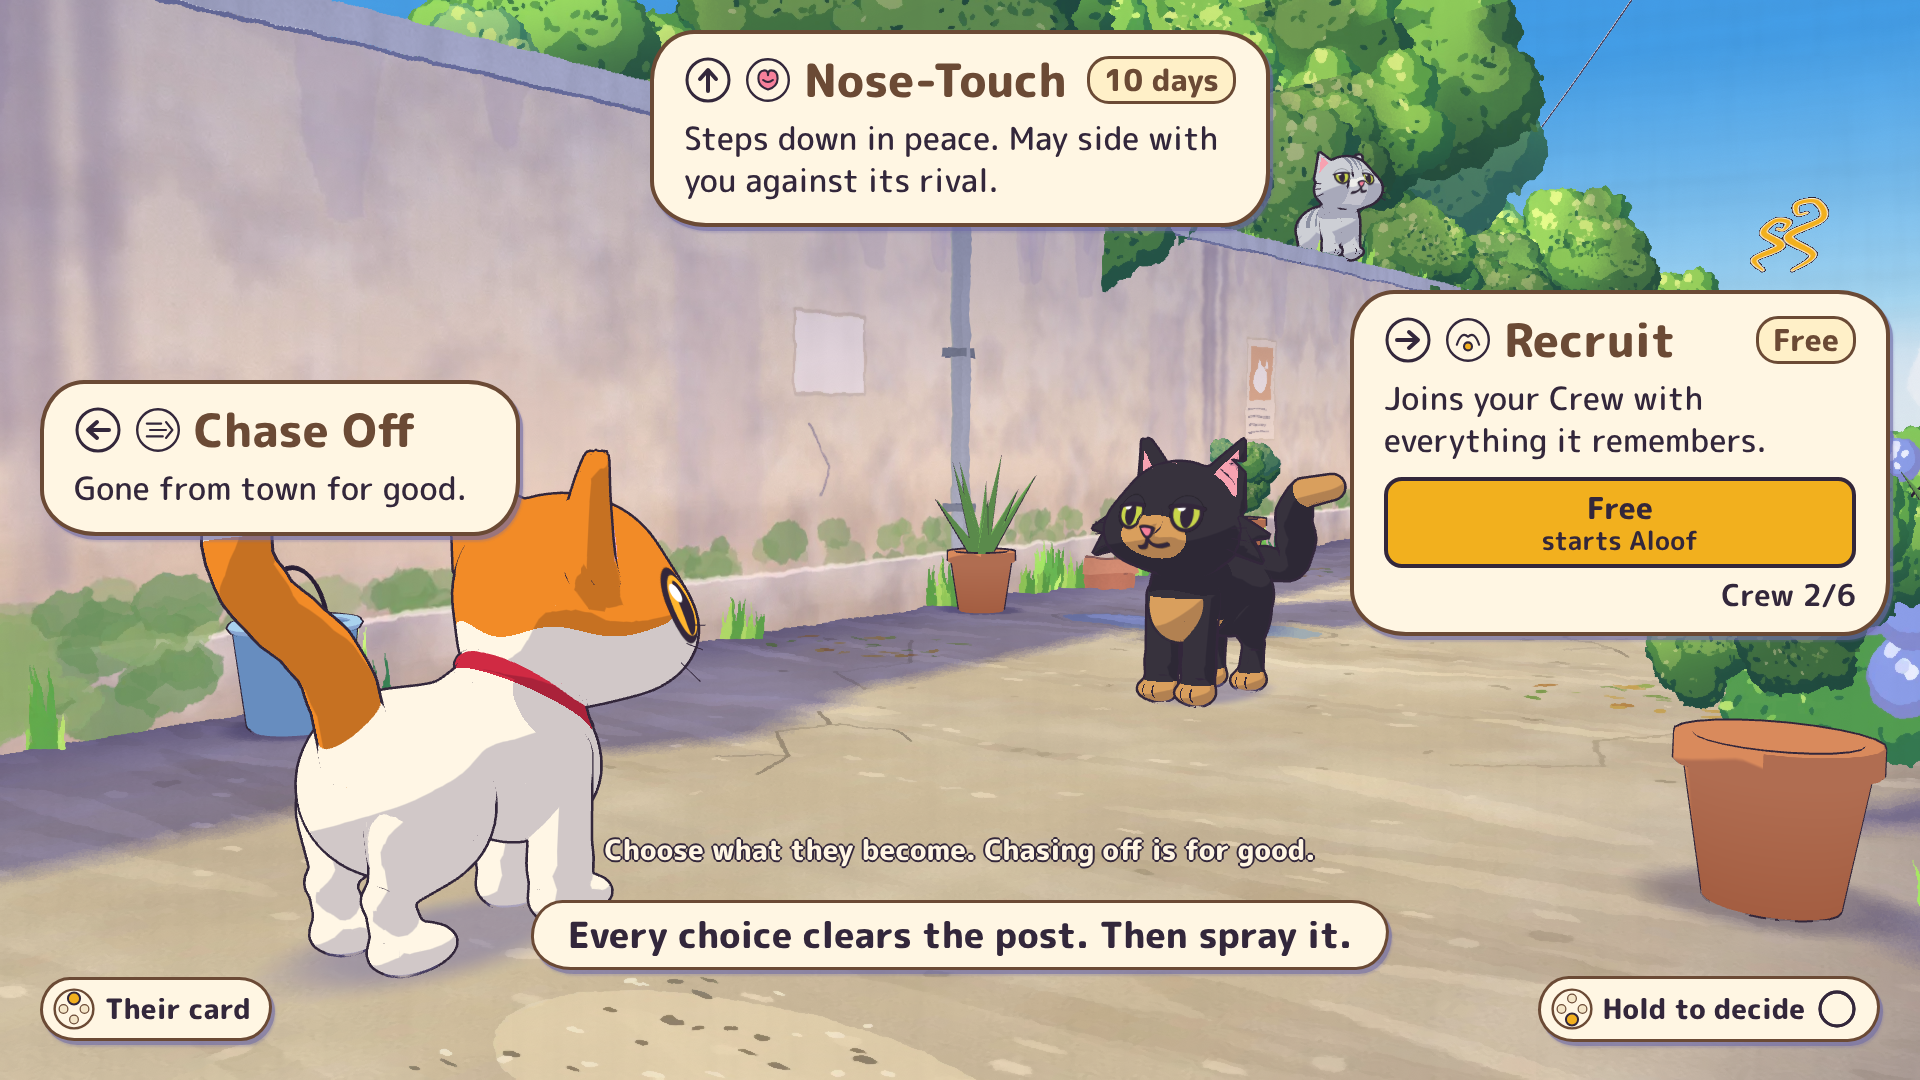 Nose-Touch 10 days
Steps down in peace. May side with
you against its rival.
Recruit Free
Joins your Crew with
everything it remembers.
Free
starts Aloof
Crew 2/6
Chase Off
Gone from town for good.
Choose what they become. Chasing off is for good.
Every choice clears the post. Then spray it.
Their card
Hold to decide